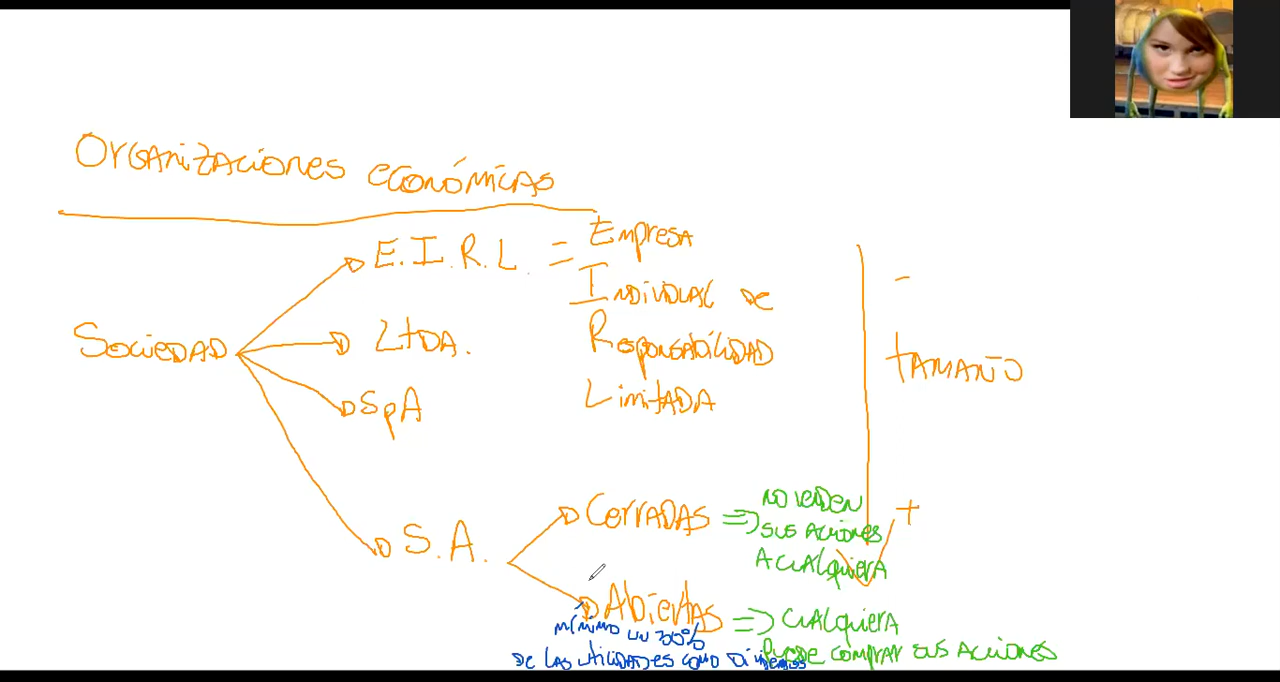 Organizaciones económicas
Sociedad
E.I.R.L. = Empresa
Individual de
Responsabilidad
Limitada
Ltda.
SpA
S.A.
Cerradas => no venden
sus acciones
a cualquiera
Abiertas => cualquiera
puede comprar sus acciones
mínimo un 30%
de las utilidades como
-
tamaño
+